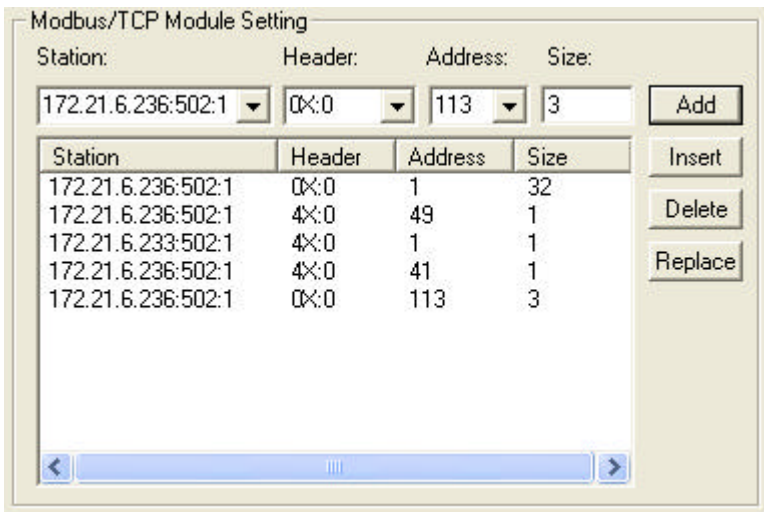 Modbus/TCP Module Setting
Station: Header: Address: Size:
172.21.6.236:502:1 0X:0 113 3 Add
Station Header Address Size Insert
172.21.6.236:502:1 0X:0 1 32
172.21.6.236:502:1 4X:0 49 1 Delete
172.21.6.233:502:1 4X:0 1 1
172.21.6.236:502:1 4X:0 41 1 Replace
172.21.6.236:502:1 0X:0 113 3